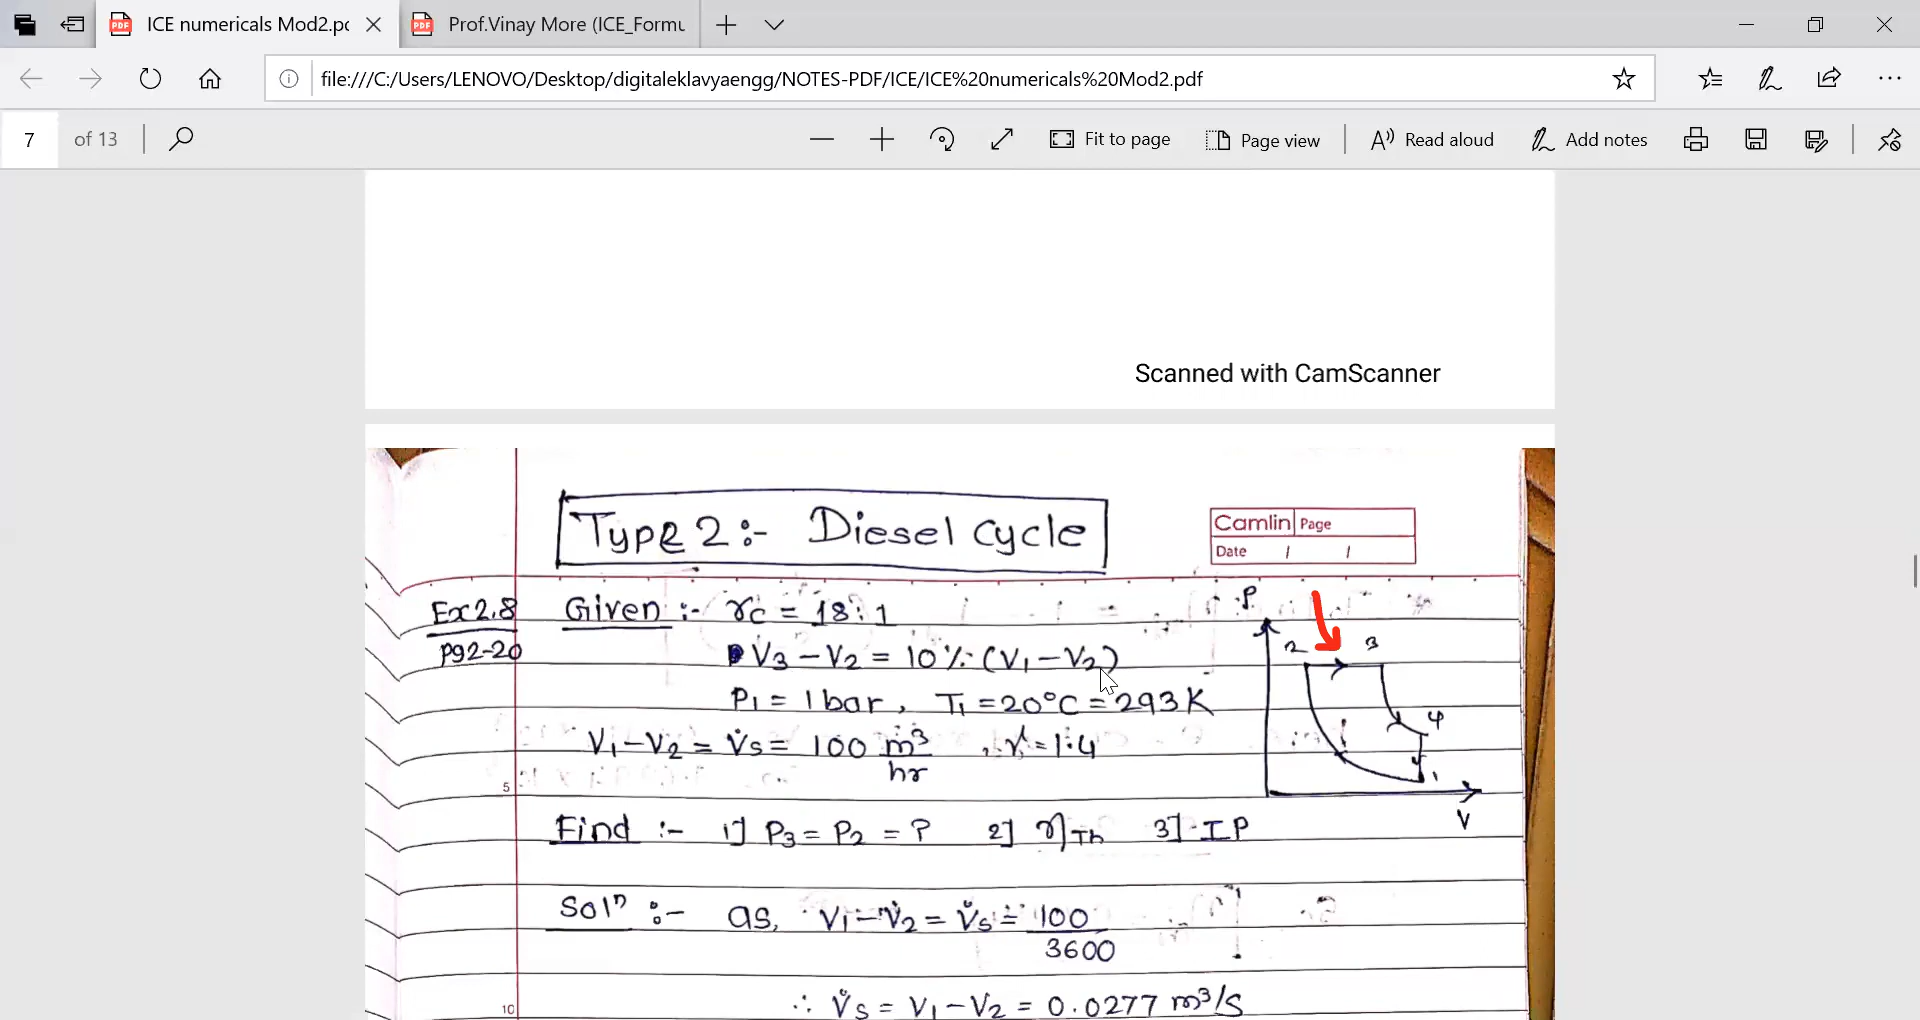 ICE numericals Mod2.pd
Prof.Vinay More (ICE_Formu
file:///C:/Users/LENOVO/Desktop/digitaleklavyaengg/NOTES-PDF/ICE/ICE%20numericals%20Mod2.pdf
7 of 13
Fit to page
Page view
Read aloud
Add notes
Scanned with CamScanner
Type 2:- Diesel Cycle
Camlin Page
Date / /
Ex 2.8
Pg 2-20
Given :- rc = 18:1
V3 - V2 = 10% (V1 - V2)
P1 = 1 bar, T1 = 20°C = 293 K
V1 - V2 = V̇s = 100 m³/hr , γ = 1.4
P
2 3
4
1
V
5
Find :- 1] P3 = P2 = ? 2] ηTh 3] IP
Solⁿ :- as, V1 - V2 = V̇s = 100
3600
10
∴ V̇s = V1 - V2 = 0.0277 m³/s